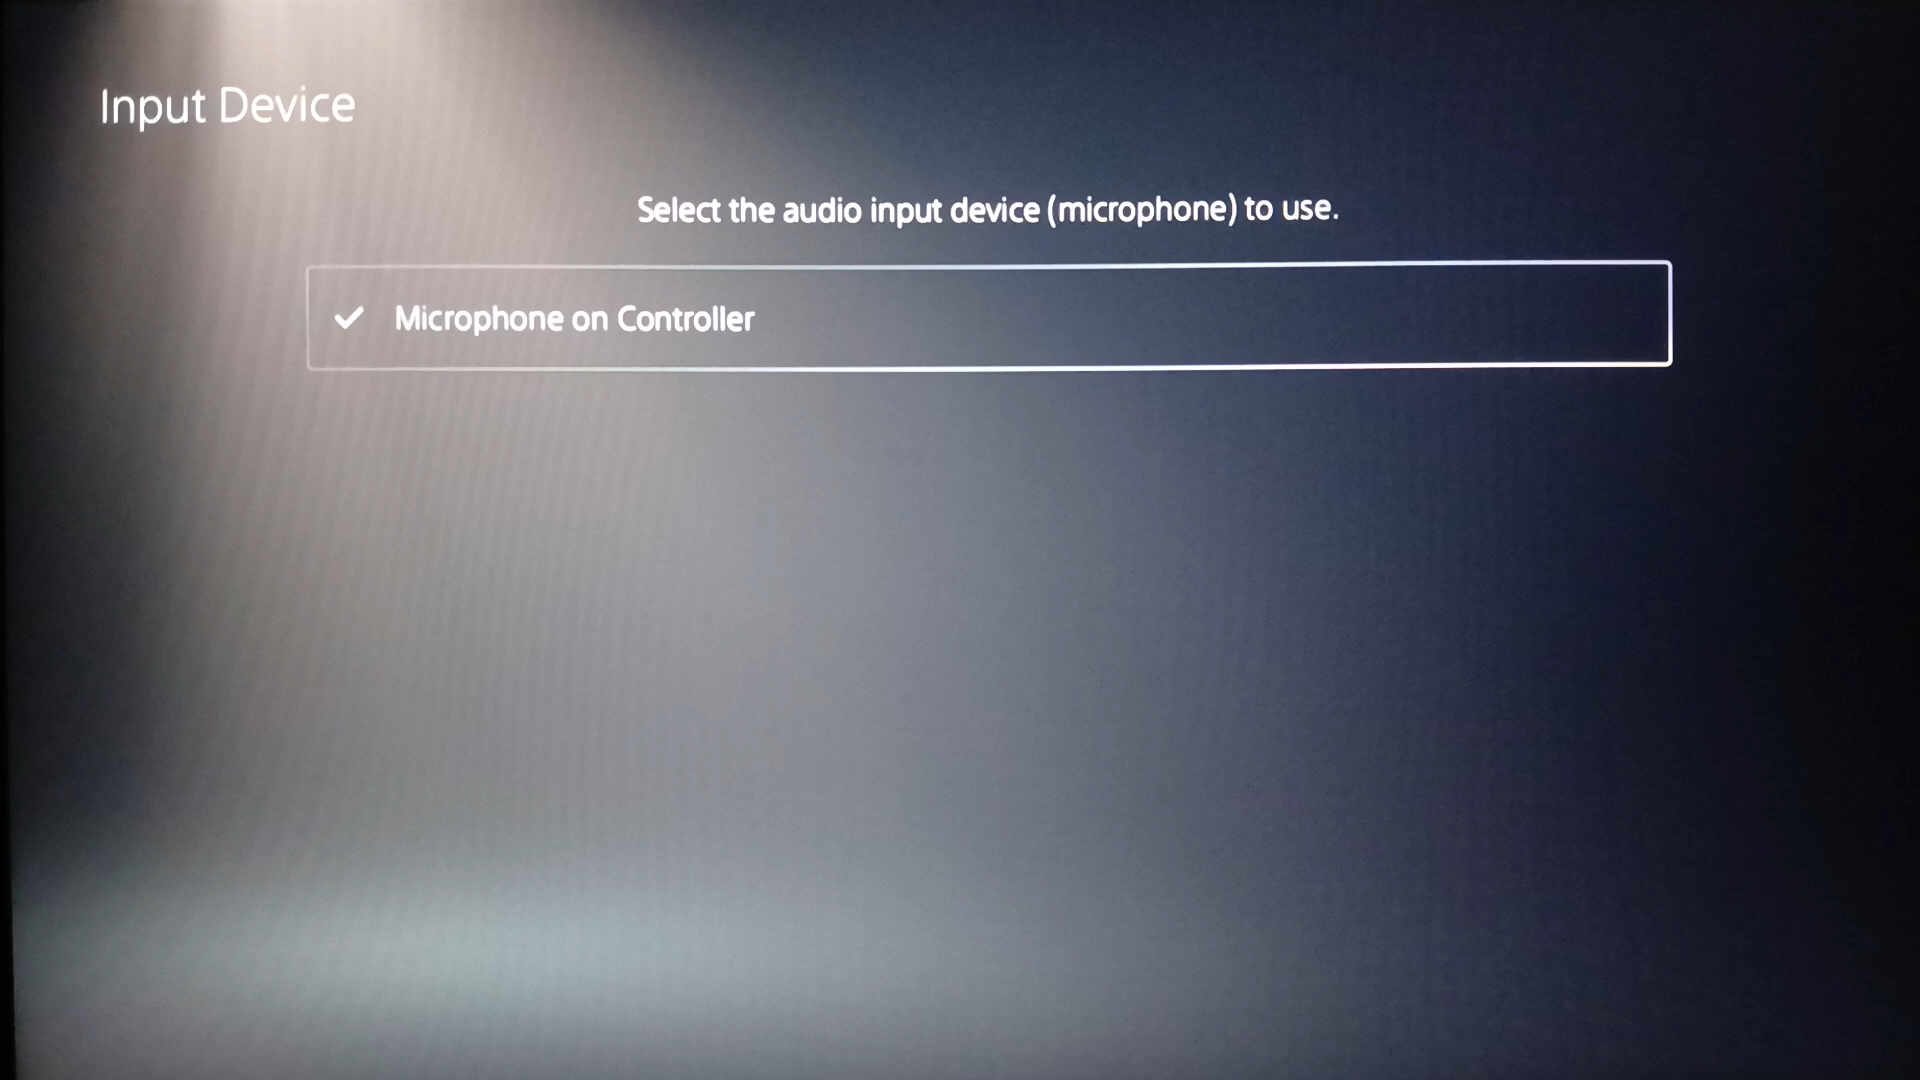 Input Device
Select the audio input device (microphone) to use.
Microphone on Controller